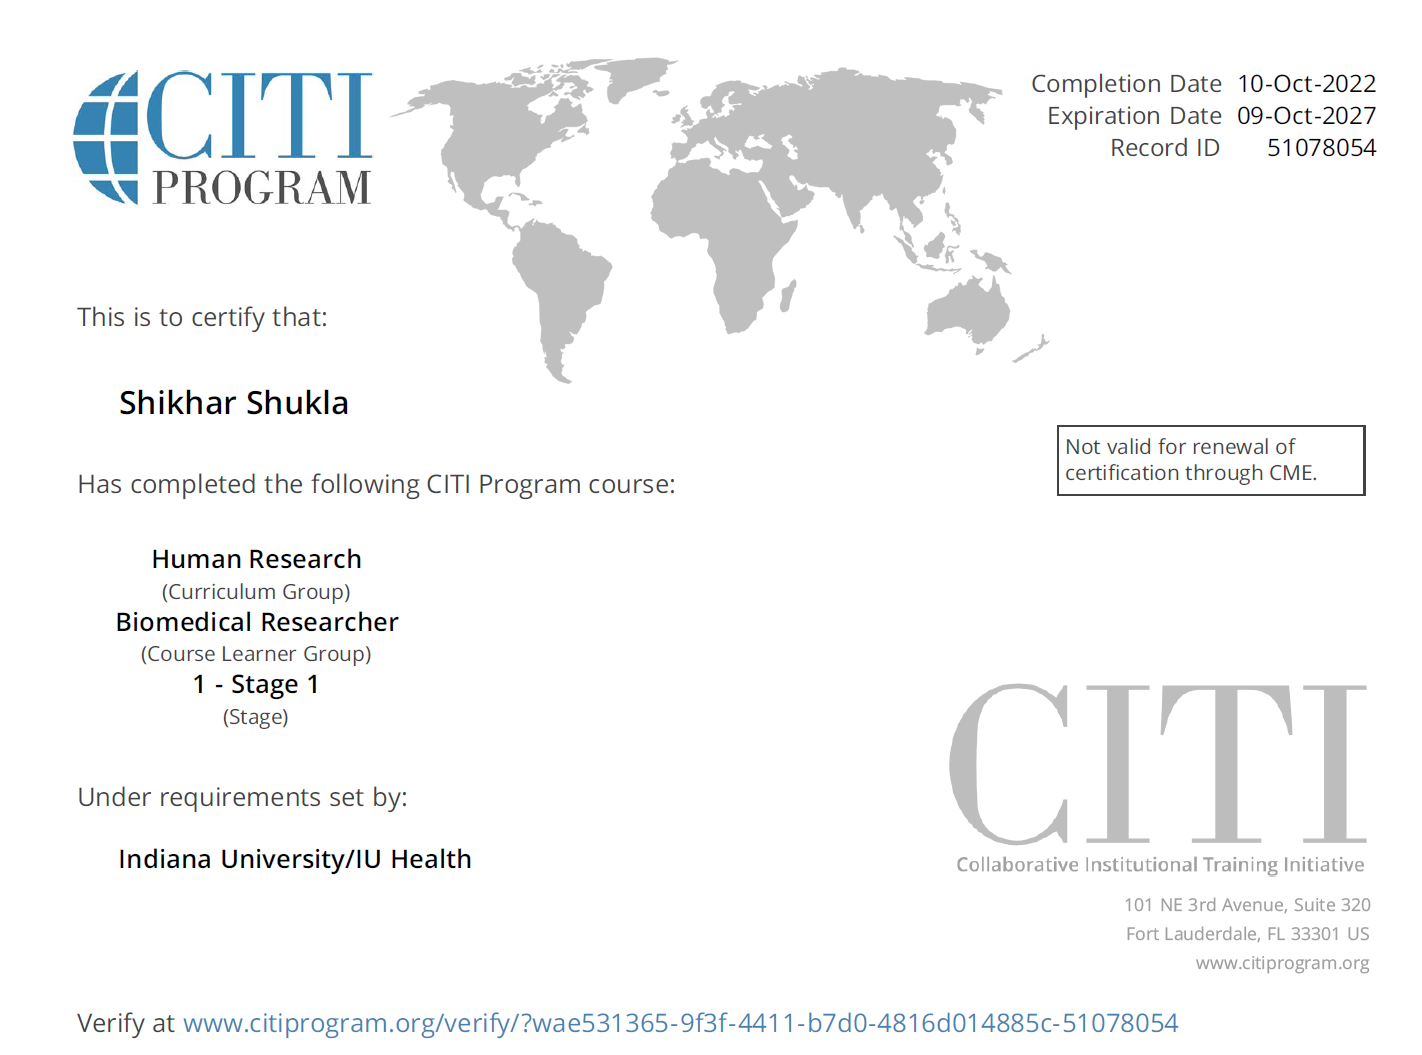 CITI
PROGRAM
Completion Date 10-Oct-2022
Expiration Date 09-Oct-2027
Record ID 51078054
This is to certify that:
Shikhar Shukla
Not valid for renewal of
certification through CME.
Has completed the following CITI Program course:
Human Research
(Curriculum Group)
Biomedical Researcher
(Course Learner Group)
1 - Stage 1
(Stage)
Under requirements set by:
Indiana University/IU Health
CITI
Collaborative Institutional Training Initiative
101 NE 3rd Avenue, Suite 320
Fort Lauderdale, FL 33301 US
www.citiprogram.org
Verify at www.citiprogram.org/verify/?wae531365-9f3f-4411-b7d0-4816d014885c-51078054